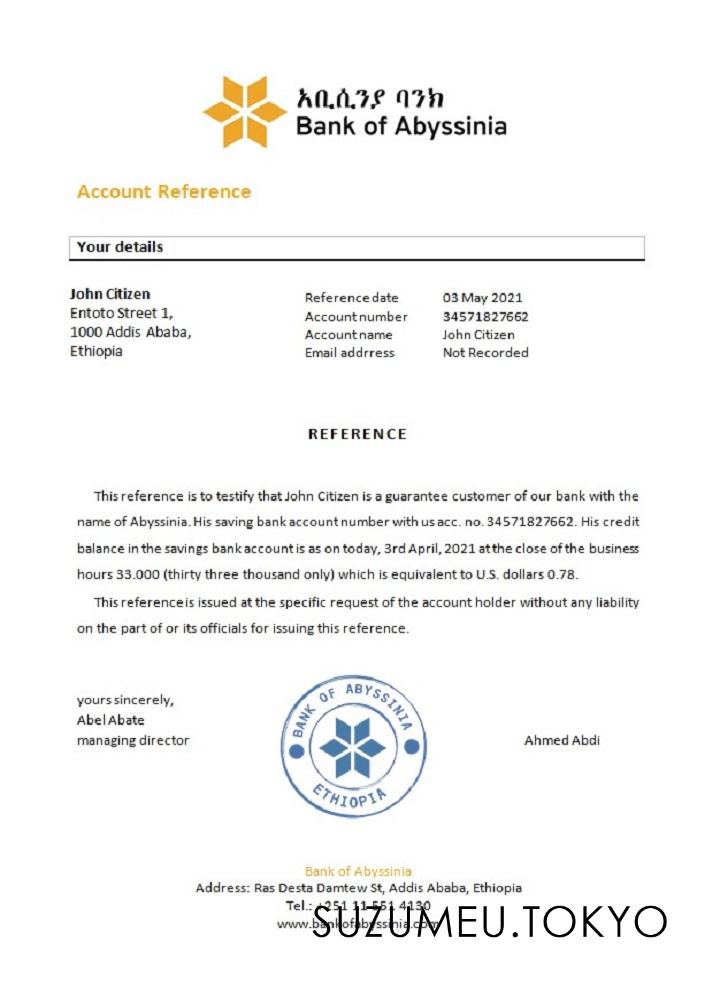 አቢሲንያ ባንክ
Bank of Abyssinia
Account Reference
Your details
John Citizen
Entoto Street 1,
1000 Addis Ababa,
Ethiopia
Reference date 03 May 2021
Account number 34571827662
Account name John Citizen
Email addrress Not Recorded
REFERENCE
This reference is to testify that John Citizen is a guarantee customer of our bank with the
name of Abyssinia. His saving bank account number with us acc. no. 34571827662. His credit
balance in the savings bank account is as on today, 3rd April, 2021 at the close of the business
hours 33.000 (thirty three thousand only) which is equivalent to U.S. dollars 0.78.
This reference is issued at the specific request of the account holder without any liability
on the part of or its officials for issuing this reference.
yours sincerely,
Abel Abate
managing director
BANK OF ABYSSINIA
ETHIOPIA
Ahmed Abdi
Bank of Abyssinia
Address: Ras Desta Damtew St, Addis Ababa, Ethiopia
Tel.: +251 11 551 4130
www.bankofabyssinia.com
SUZUMEU.TOKYO